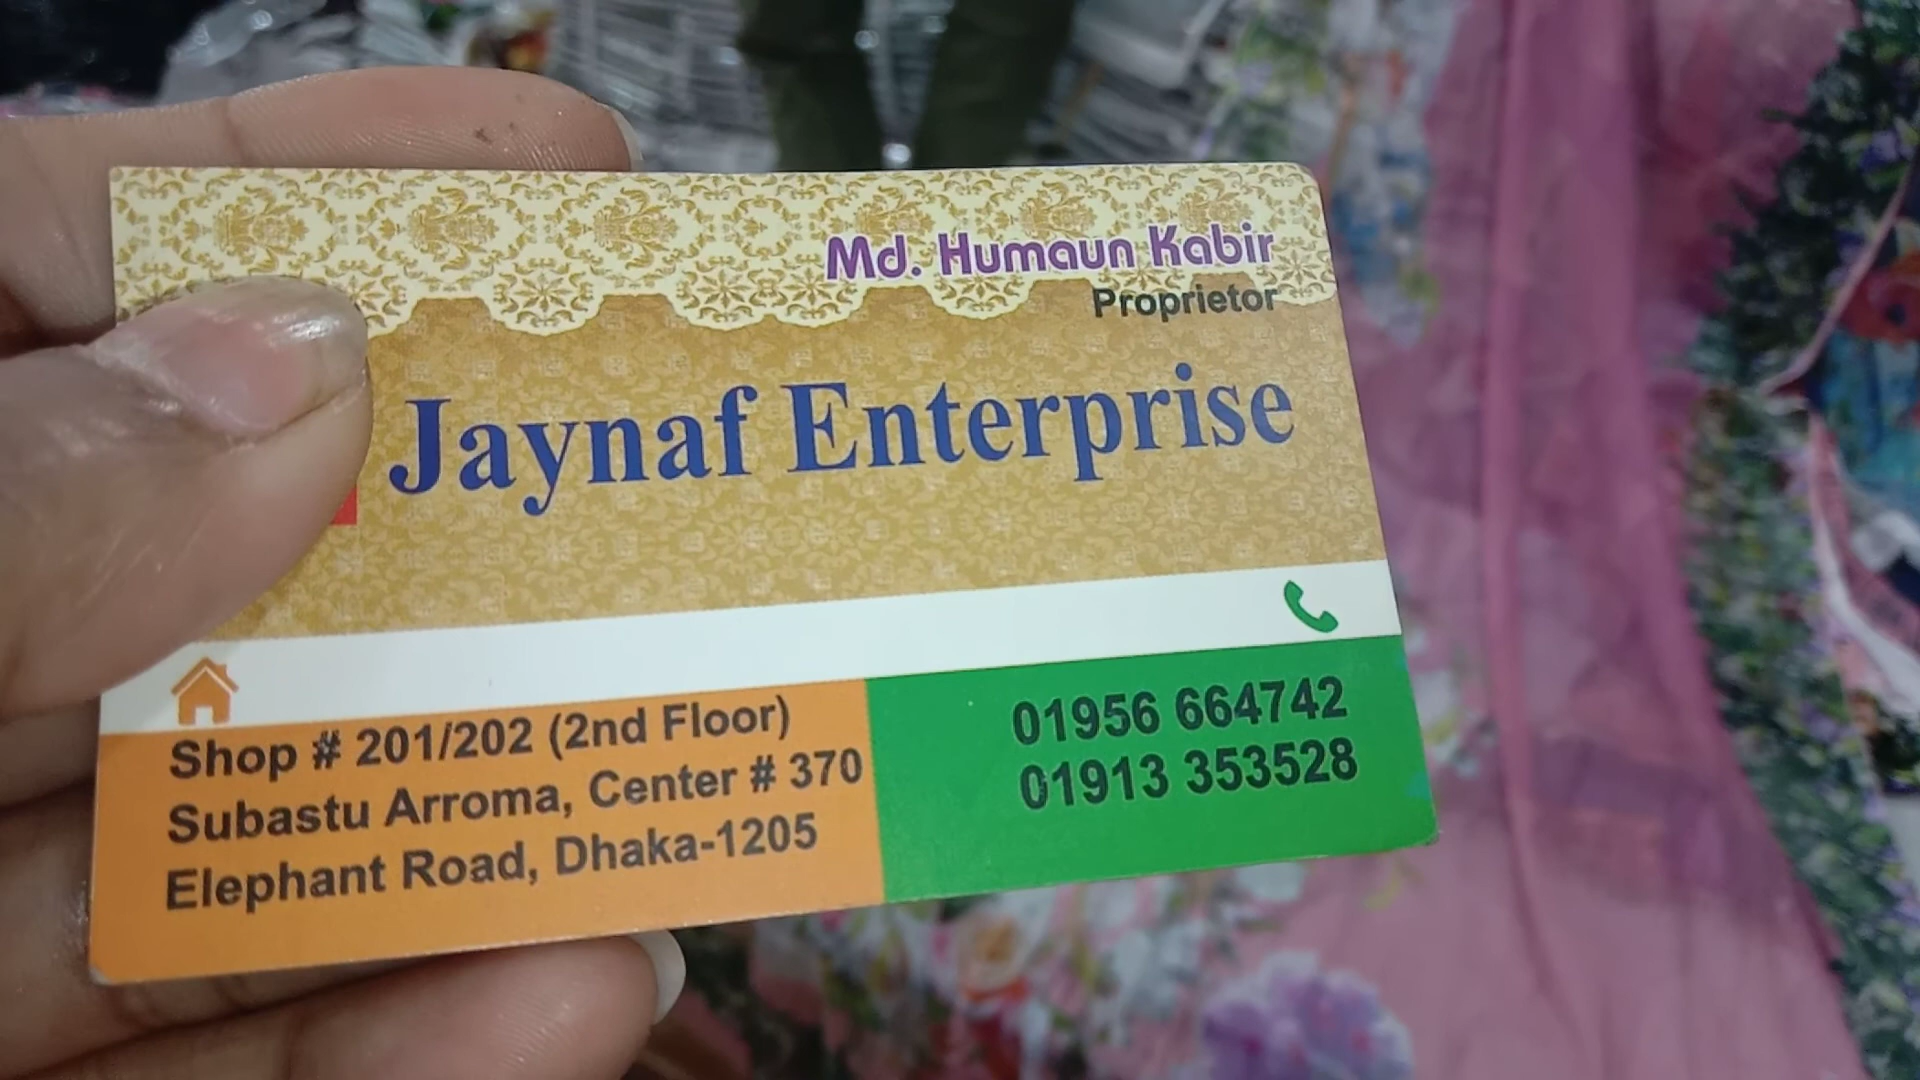 Md. Humaun Kabir
Proprietor
Jaynaf Enterprise
Shop # 201/202 (2nd Floor)
Subastu Arroma, Center # 370
Elephant Road, Dhaka-1205
01956 664742
01913 353528